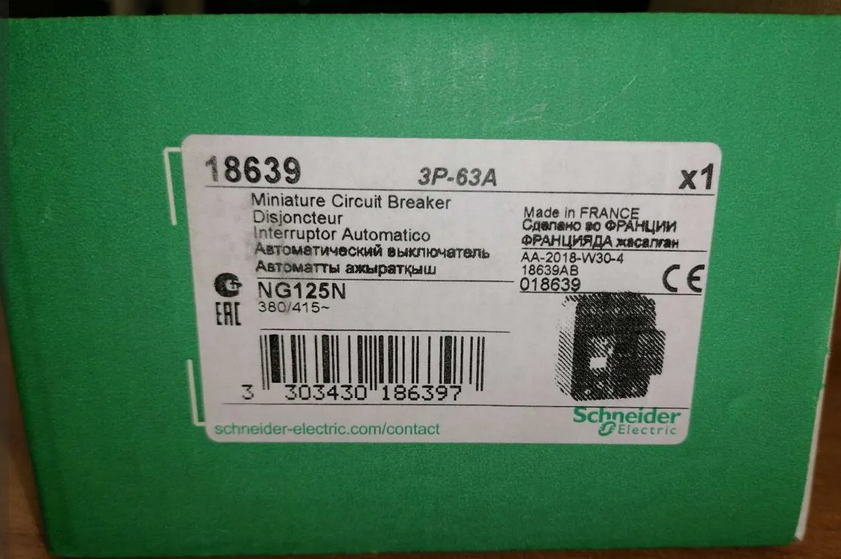 18639 3P-63A x1
Miniature Circuit Breaker
Disjoncteur
Interruptor Automatico
Автоматический выключатель
Автоматты ажыратқыш
Made in FRANCE
Сделано во ФРАНЦИИ
ФРАНЦИЯДА жасалған
AA-2018-W30-4
18639AB
018639
CE
EAC
NG125N
380/415~
3 303430 186397
schneider-electric.com/contact
Schneider
Electric